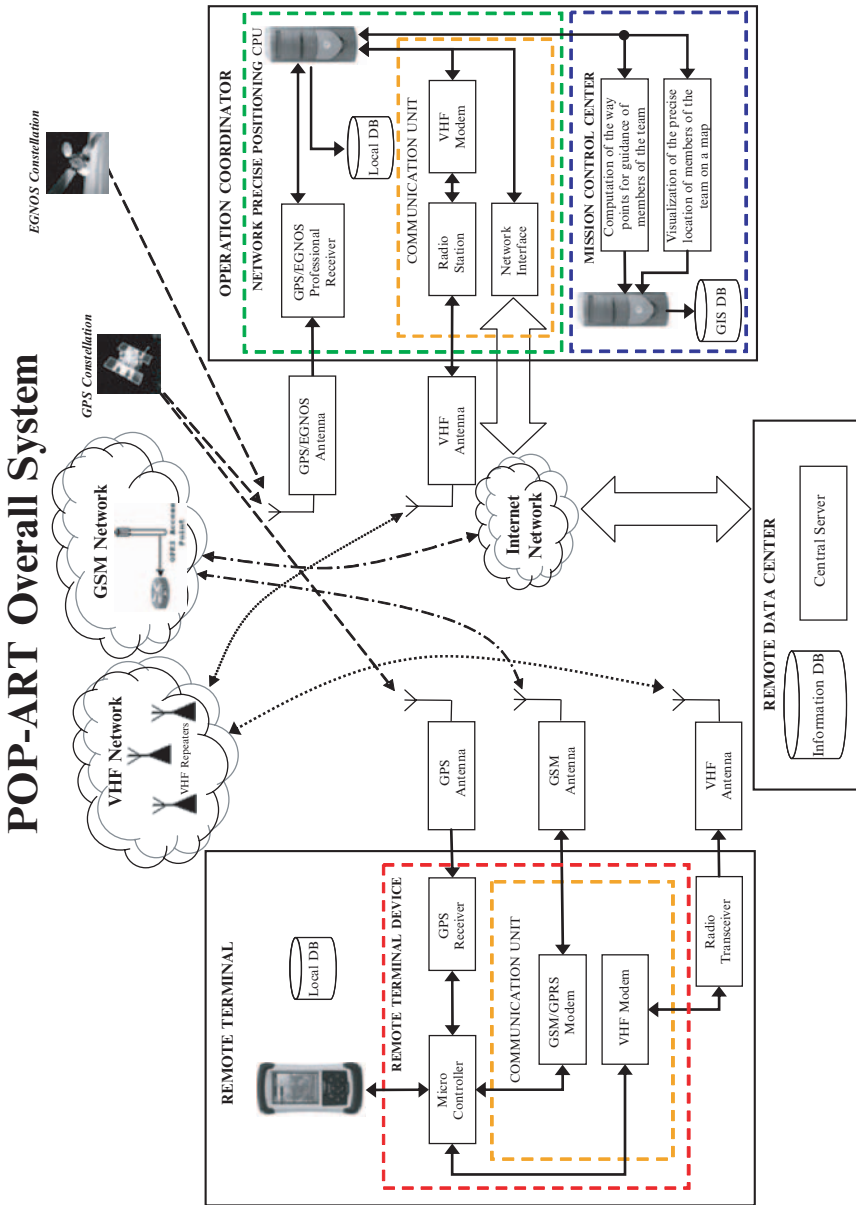 POP-ART Overall System
EGNOS Constellation
GPS Constellation
VHF Network
VHF Repeaters
GSM Network
GPRS Access
Point
REMOTE TERMINAL
Local DB
REMOTE TERMINAL DEVICE
Micro
Controller
GPS
Receiver
COMMUNICATION UNIT
GSM/GPRS
Modem
VHF Modem
Radio
Transceiver
GPS
Antenna
GSM
Antenna
VHF
Antenna
Internet
Network
GPS/EGNOS
Antenna
VHF
Antenna
OPERATION COORDINATOR
NETWORK PRECISE POSITIONING CPU
GPS/EGNOS
Professional
Receiver
Local DB
COMMUNICATION UNIT
Radio
Station
VHF
Modem
Network
Interface
MISSION CONTROL CENTER
Computation of the way
points for guidance of
members of the team
Visualization of the precise
location of members of the
team on a map
GIS DB
REMOTE DATA CENTER
Information DB
Central Server